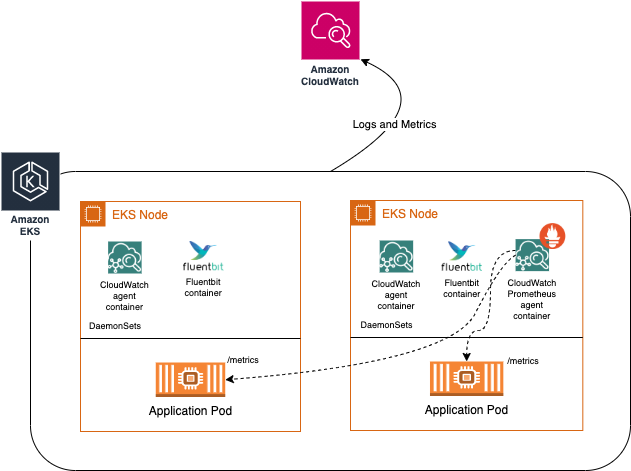 Amazon
CloudWatch
Logs and Metrics
K
Amazon
EKS
EKS Node
CloudWatch
agent
container
fluentbit
Fluentbit
container
DaemonSets
/metrics
Application Pod
EKS Node
CloudWatch
agent
container
fluentbit
Fluentbit
container
CloudWatch
Prometheus
agent
container
DaemonSets
/metrics
Application Pod